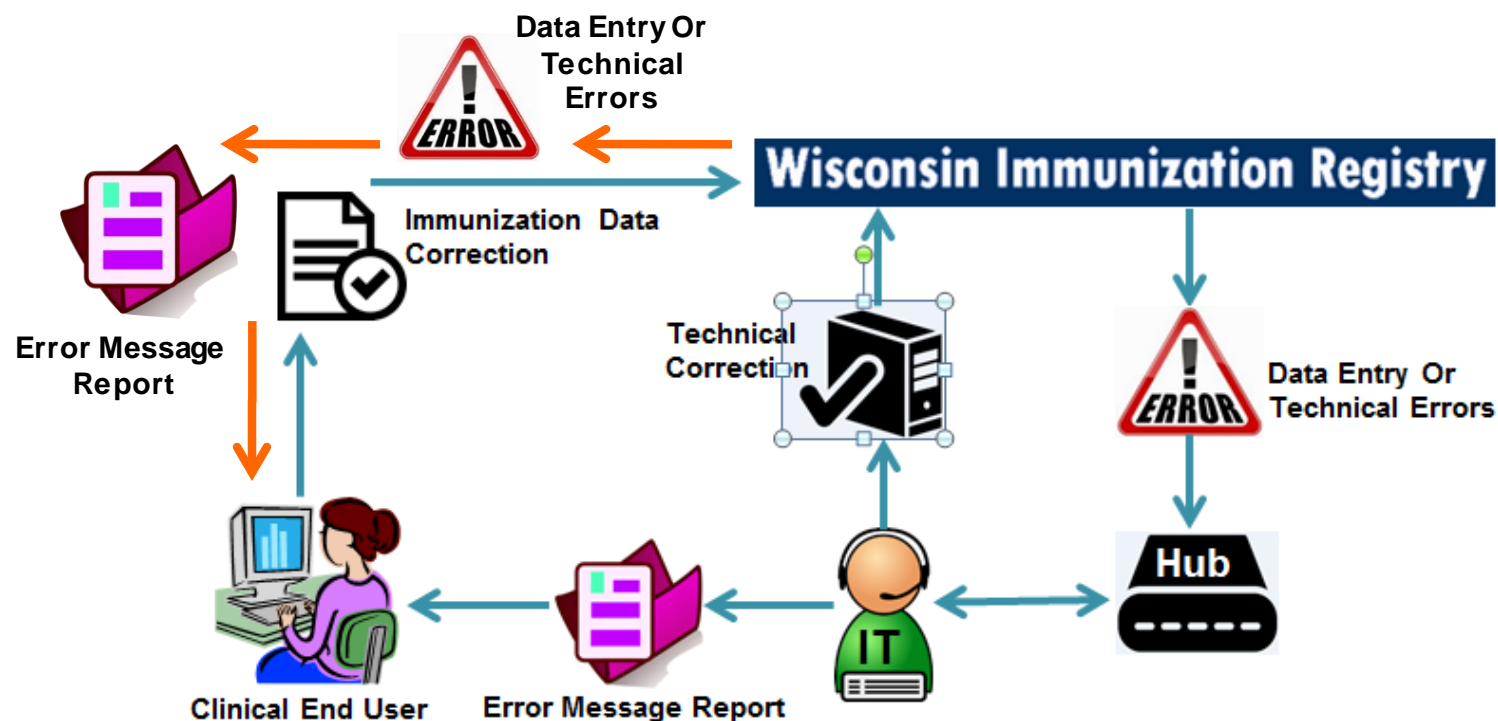 Data Entry Or
Technical
Errors
ERROR
Wisconsin Immunization Registry
Immunization Data
Correction
Error Message
Report
Technical
Correction
ERROR
Data Entry Or
Technical Errors
Hub
IT
Clinical End User
Error Message Report